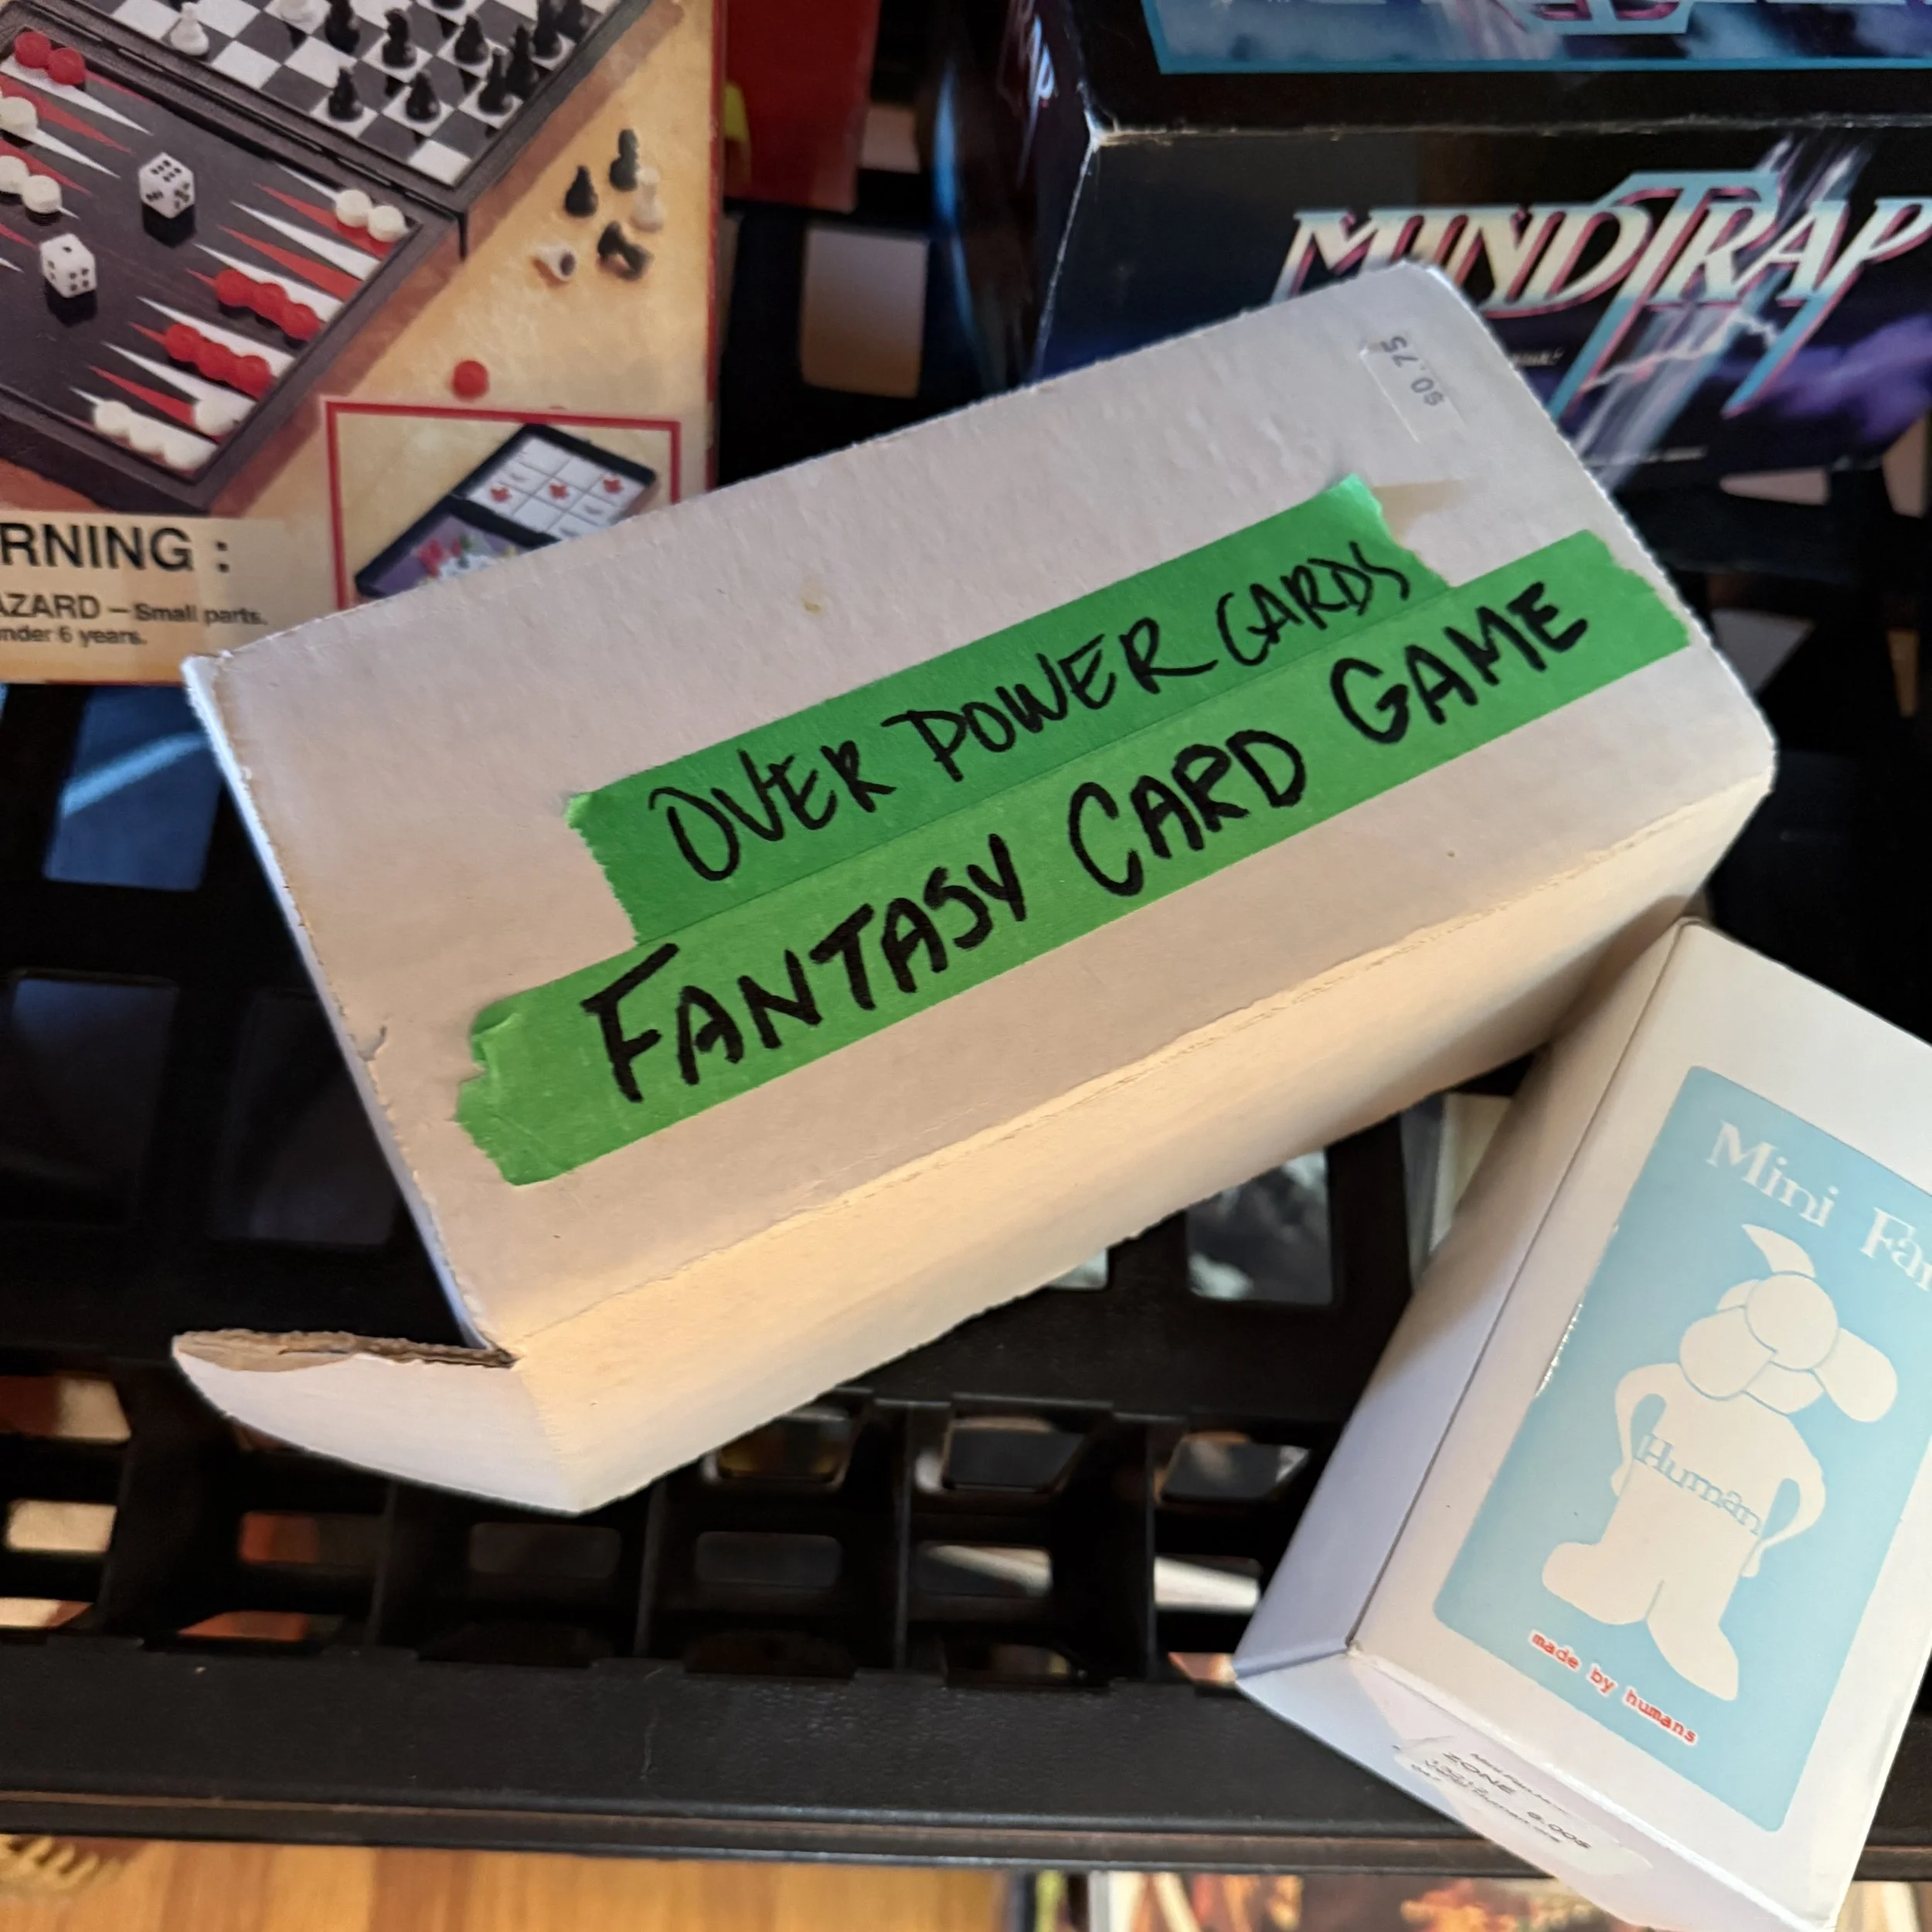 MINDTRAP
$0.75
RNING :
AZARD – Small parts.
nder 6 years.
OVER POWER CARDS
FANTASY CARD GAME
Mini Fa
Human
made by humans
ZONE